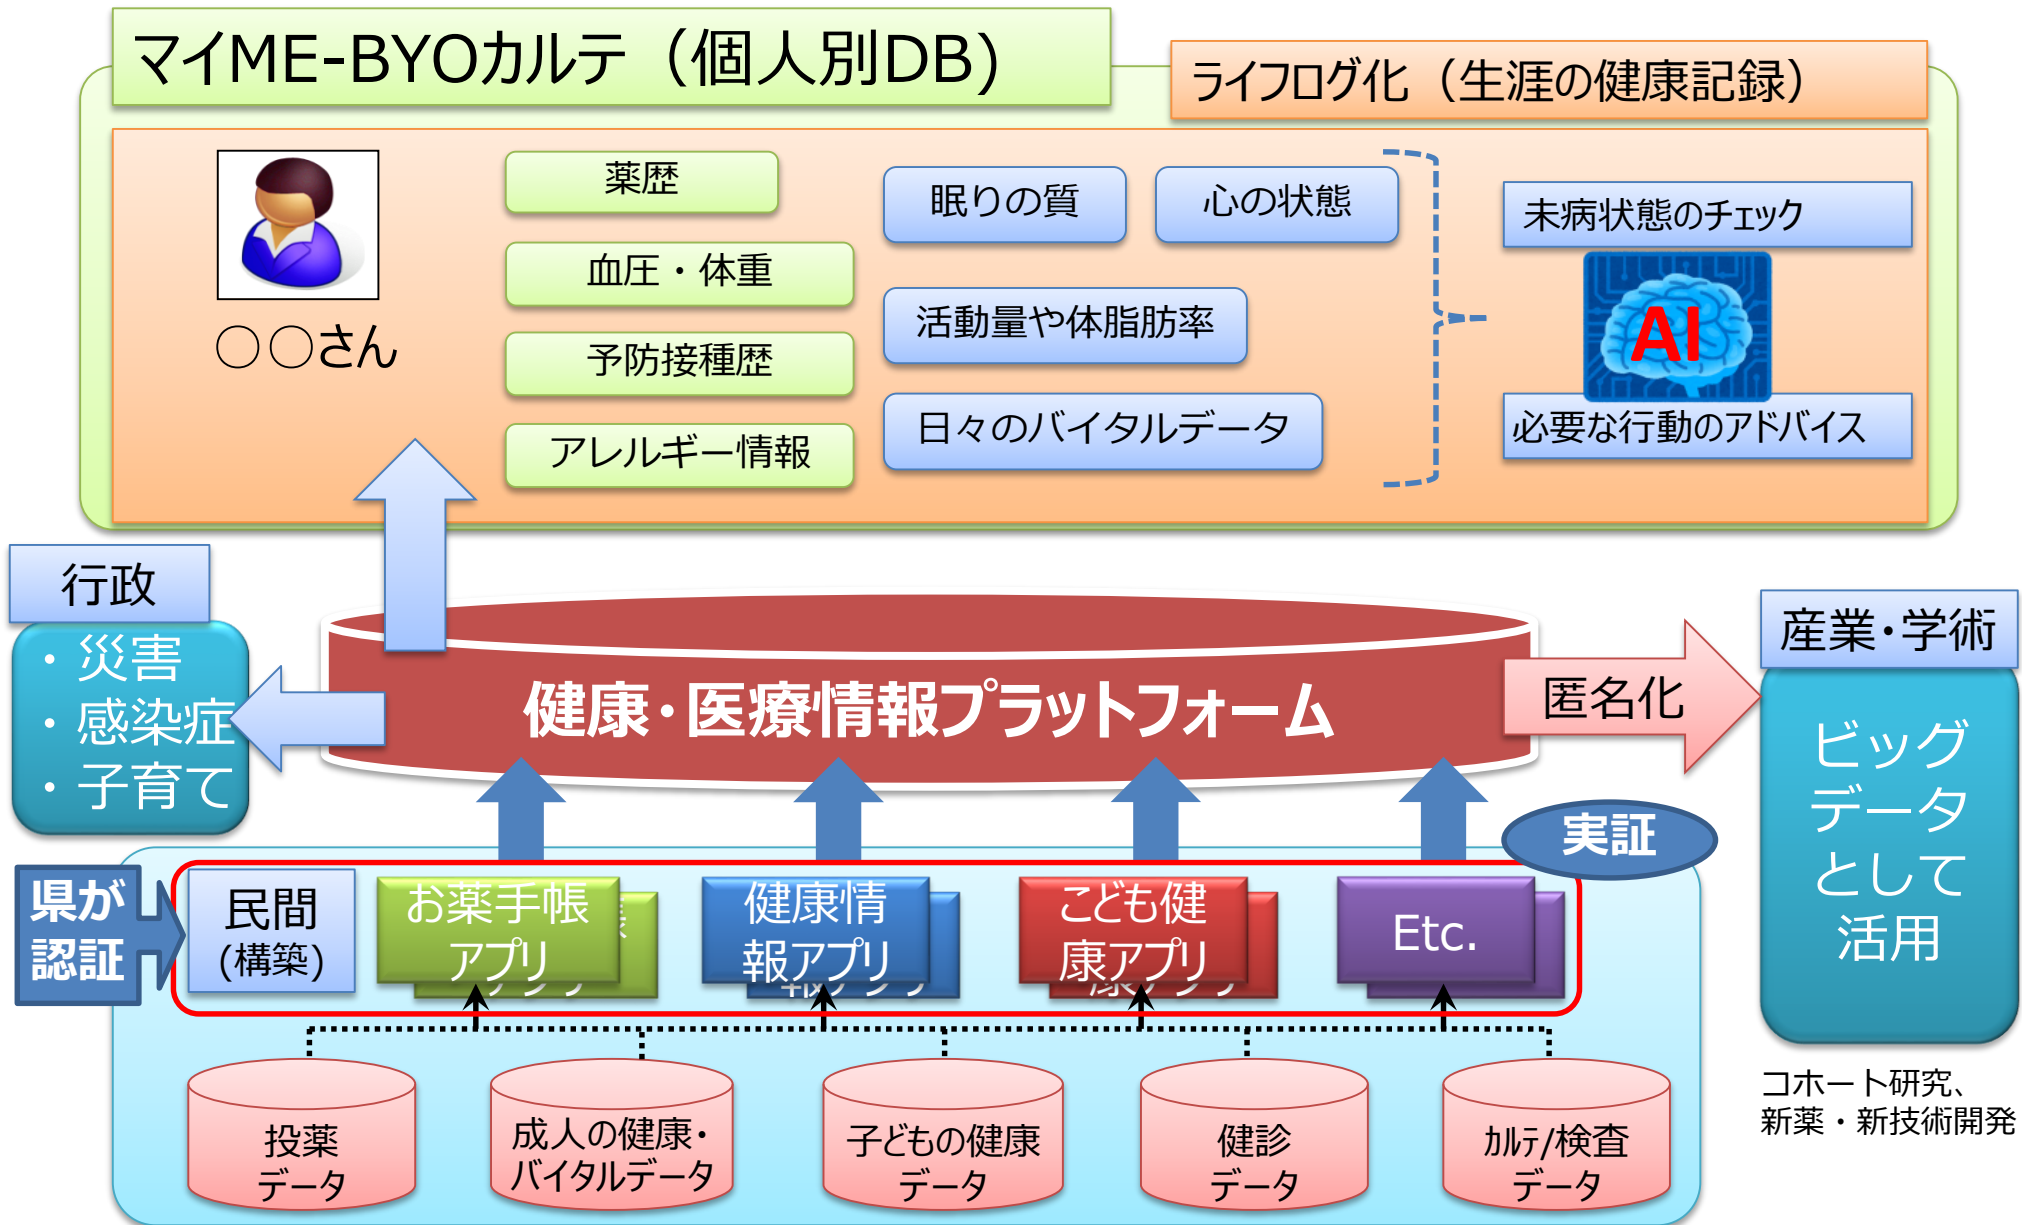 マイME-BYOカルテ（個人別DB)
ライフログ化（生涯の健康記録）
○○さん
薬歴
血圧・体重
予防接種歴
アレルギー情報
眠りの質
心の状態
活動量や体脂肪率
日々のバイタルデータ
未病状態のチェック
AI
必要な行動のアドバイス
行政
・災害
・感染症
・子育て
健康・医療情報プラットフォーム
匿名化
産業・学術
ビッグ
データ
として
活用
コホート研究、
新薬・新技術開発
実証
県が
認証
民間
(構築)
お薬手帳
アプリ
健康情
報アプリ
こども健
康アプリ
Etc.
投薬
データ
成人の健康・
バイタルデータ
子どもの健康
データ
健診
データ
ｶﾙﾃ/検査
データ